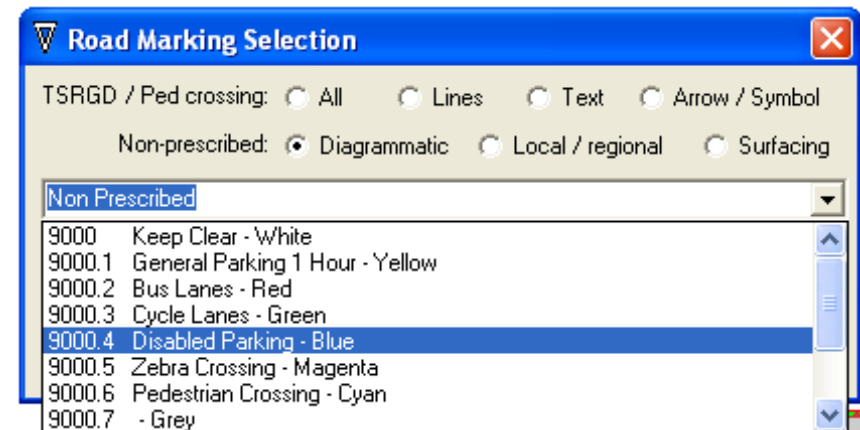 Road Marking Selection
TSRGD / Ped crossing: All Lines Text Arrow / Symbol
Non-prescribed: Diagrammatic Local / regional Surfacing
Non Prescribed
9000 Keep Clear - White
9000.1 General Parking 1 Hour - Yellow
9000.2 Bus Lanes - Red
9000.3 Cycle Lanes - Green
9000.4 Disabled Parking - Blue
9000.5 Zebra Crossing - Magenta
9000.6 Pedestrian Crossing - Cyan
9000.7 - Grey